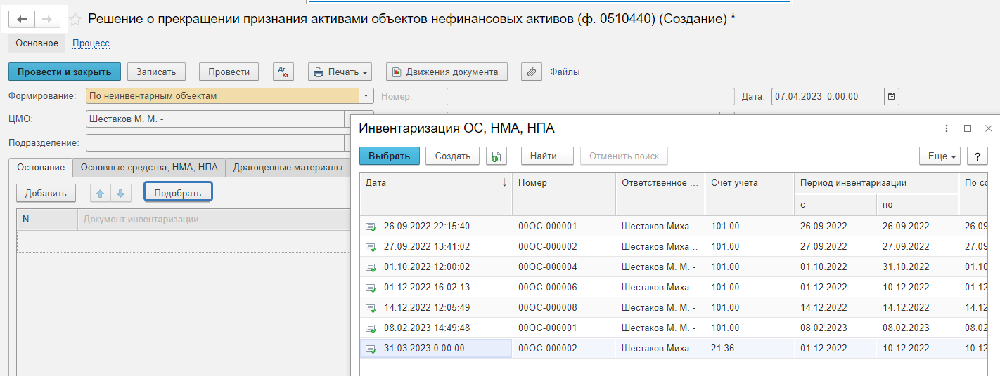 Решение о прекращении признания активами объектов нефинансовых активов (ф. 0510440) (Создание) *
Основное Процесс
Провести и закрыть Записать Провести Дт Кт Печать Движения документа Файлы
Формирование: По неинвентарным объектам Номер: Дата: 07.04.2023 0:00:00
ЦМО: Шестаков М. М. -
Инвентаризация ОС, НМА, НПА
Подразделение:
Выбрать Создать Найти... Отменить поиск Еще ?
Основание Основные средства, НМА, НПА Драгоценные материалы
Добавить Подобрать
N Документ инвентаризации
Дата Номер Ответственное ... Счет учета Период инвентаризации По со
с по
26.09.2022 22:15:40 00ОС-000001 Шестаков Миха... 101.00 26.09.2022 26.09.2022 26.09
27.09.2022 13:41:02 00ОС-000002 Шестаков Миха... 101.00 27.09.2022 27.09.2022 27.09
01.10.2022 12:00:02 00ОС-000004 Шестаков М. М. - 101.00 01.10.2022 31.10.2022 01.10
01.12.2022 16:02:13 00ОС-000006 Шестаков Миха... 101.00 01.12.2022 10.12.2022 01.12
14.12.2022 12:05:49 00ОС-000008 Шестаков М. М. - 101.00 14.12.2022 14.12.2022 14.12
08.02.2023 14:49:48 00ОС-000001 Шестаков М. М. - 101.00 08.02.2023 08.02.2023 08.02
31.03.2023 0:00:00 00ОС-000002 Шестаков Миха... 21.36 01.12.2022 10.12.2022 10.12